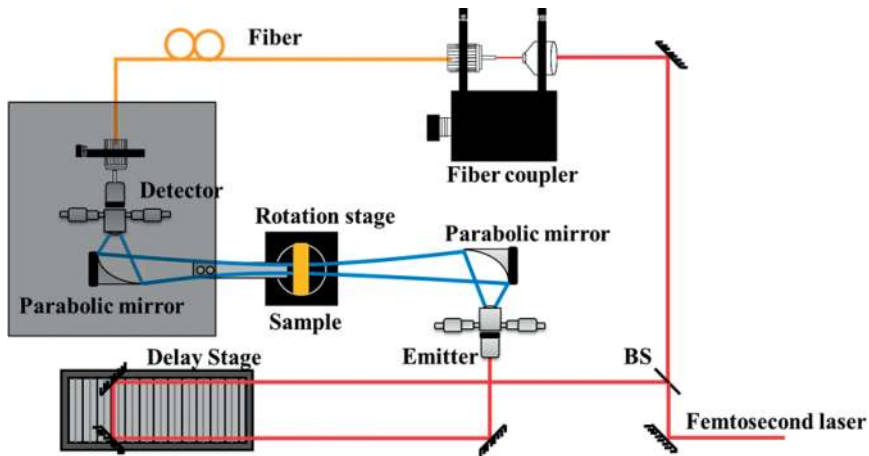 Fiber
Fiber coupler
Detector
Rotation stage
Parabolic mirror
Parabolic mirror
Sample
Delay Stage
Emitter
BS
Femtosecond laser